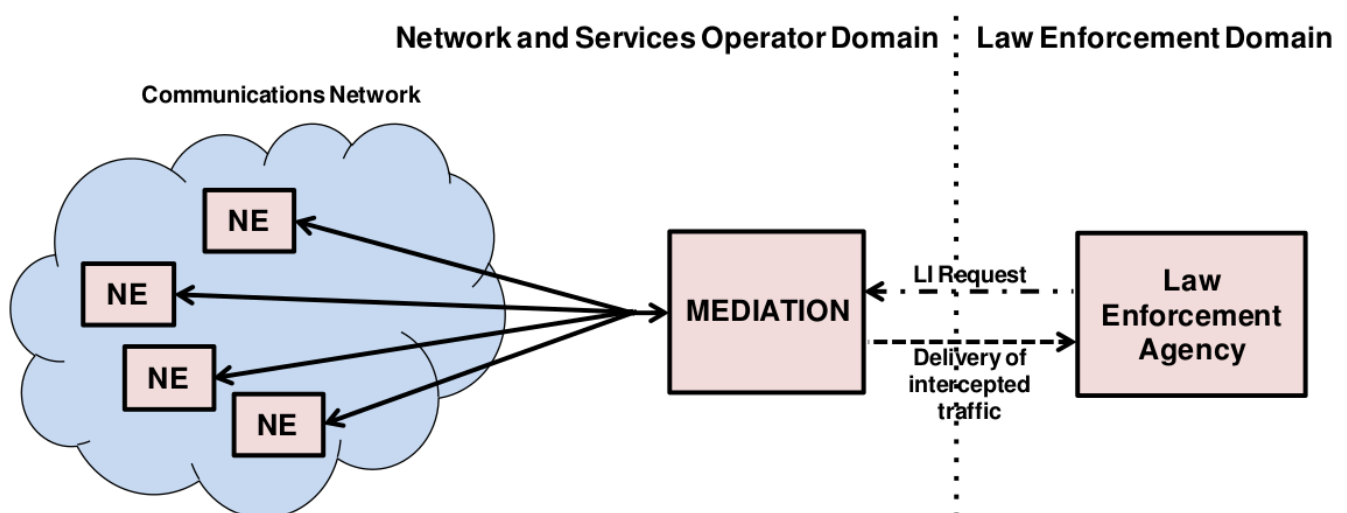 Network and Services Operator Domain
Law Enforcement Domain
Communications Network
NE
NE
NE
NE
MEDIATION
LI Request
Delivery of
intercepted
traffic
Law
Enforcement
Agency